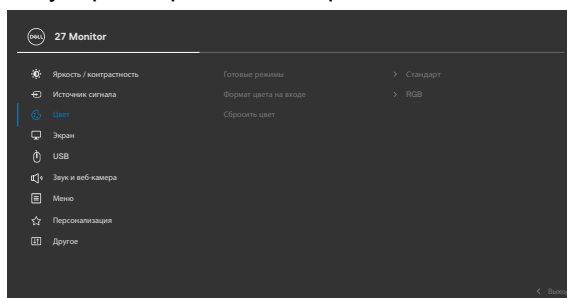 DELL 27 Monitor
Яркость / контрастность Готовые режимы > Стандарт
Источник сигнала Формат цвета на входе > RGB
Цвет Сбросить цвет
Экран
USB
Звук и веб-камера
Меню
Персонализация
Другое